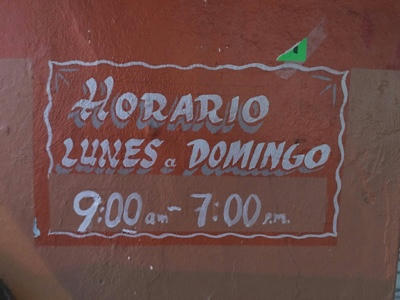 HORARIO
LUNES a DOMINGO
9:00 am - 7:00 P.M.